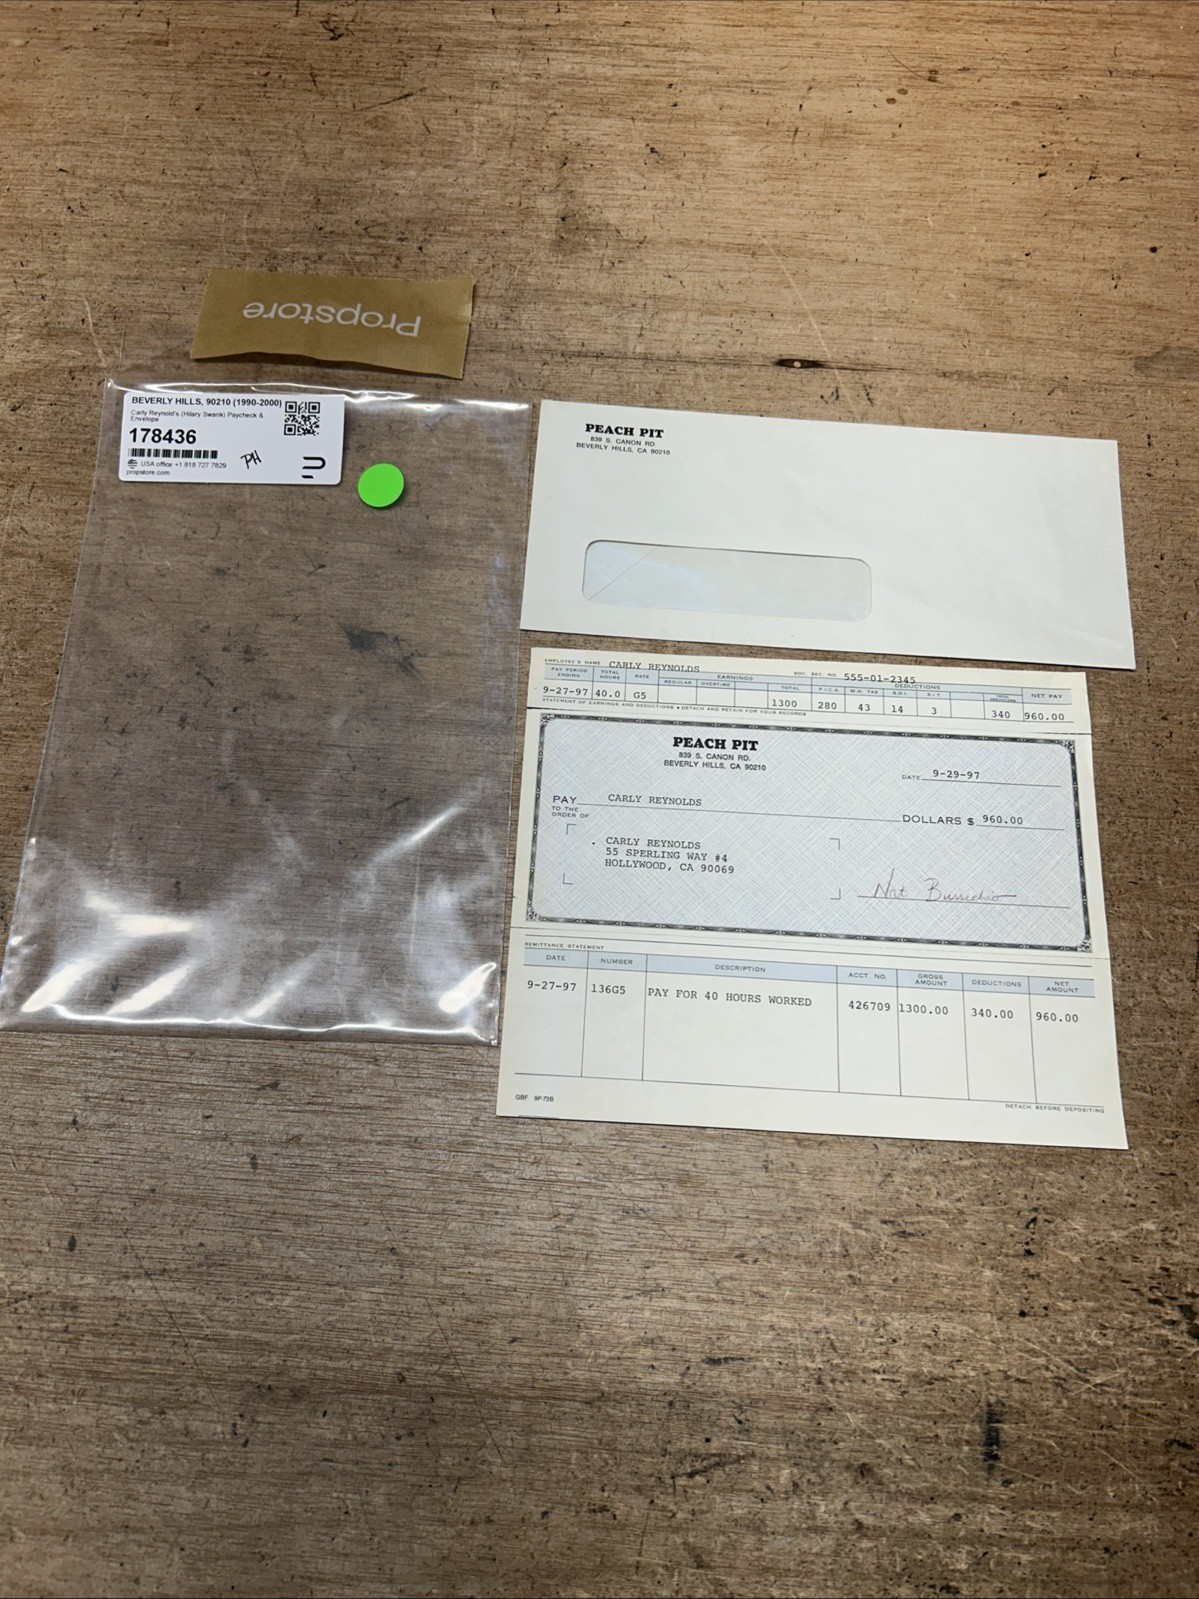 Propstore
BEVERLY HILLS, 90210 (1990-2000)
Carly Reynold's (Hilary Swank) Paycheck &
Envelope
178436
USA office +1 818 727 7829
propstore.com
PH
PEACH PIT
839 S. CANON RD.
BEVERLY HILLS, CA 90210
EMPLOYEE'S NAME CARLY REYNOLDS SOC. SEC. NO. 555-01-2345
PAY PERIOD ENDING TOTAL HOURS RATE EARNINGS DEDUCTIONS NET PAY
REGULAR OVERTIME TOTAL F.I.C.A. W.H. TAX S.D.I.
9-27-97 40.0 G5 1300 280 43 14 3 340 960.00
STATEMENT OF EARNINGS AND DEDUCTIONS • DETACH AND RETAIN FOR YOUR RECORDS
PEACH PIT
839 S. CANON RD.
BEVERLY HILLS, CA 90210
DATE 9-29-97
PAY CARLY REYNOLDS
TO THE
ORDER OF
DOLLARS $ 960.00
CARLY REYNOLDS
55 SPERLING WAY #4
HOLLYWOOD, CA 90069
Nat Bussichio
REMITTANCE STATEMENT
DATE NUMBER DESCRIPTION ACCT. NO. GROSS AMOUNT DEDUCTIONS NET AMOUNT
9-27-97 136G5 PAY FOR 40 HOURS WORKED 426709 1300.00 340.00 960.00
GBF 9P-73B
DETACH BEFORE DEPOSITING